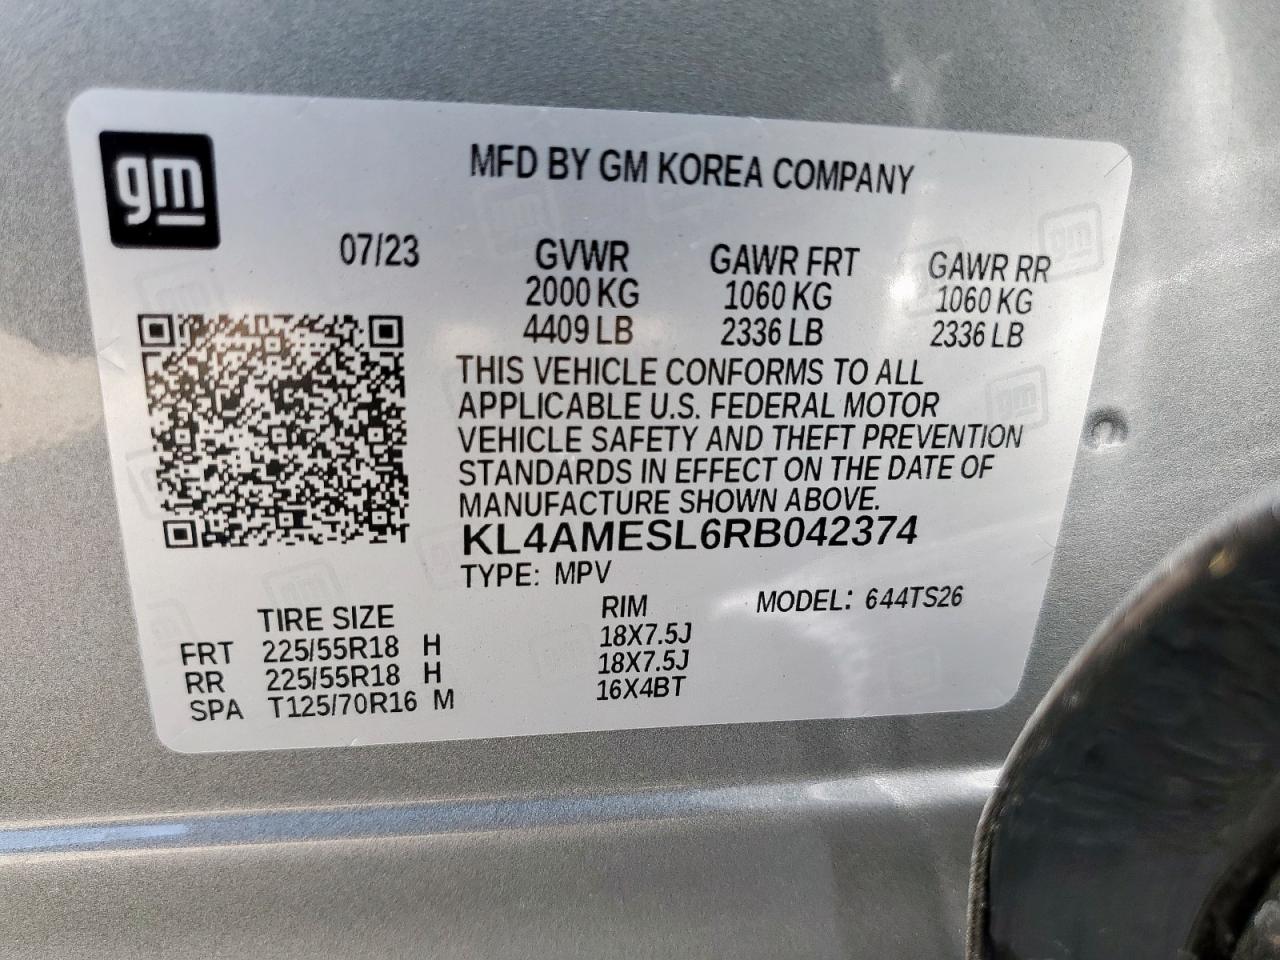 gm
MFD BY GM KOREA COMPANY
07/23 GVWR GAWR FRT GAWR RR
2000 KG 1060 KG 1060 KG
4409 LB 2336 LB 2336 LB
THIS VEHICLE CONFORMS TO ALL
APPLICABLE U.S. FEDERAL MOTOR
VEHICLE SAFETY AND THEFT PREVENTION
STANDARDS IN EFFECT ON THE DATE OF
MANUFACTURE SHOWN ABOVE.
KL4AMESL6RB042374
TYPE: MPV
TIRE SIZE RIM MODEL: 644TS26
FRT 225/55R18 H 18X7.5J
RR 225/55R18 H 18X7.5J
SPA T125/70R16 M 16X4BT